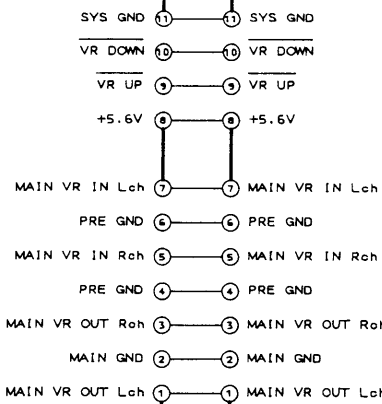 SYS GND 11 11 SYS GND
VR DOWN 10 10 VR DOWN
VR UP 9 9 VR UP
+5.6V 8 8 +5.6V
MAIN VR IN Lch 7 7 MAIN VR IN Lch
PRE GND 6 6 PRE GND
MAIN VR IN Rch 5 5 MAIN VR IN Rch
PRE GND 4 4 PRE GND
MAIN VR OUT Rch 3 3 MAIN VR OUT Rch
MAIN GND 2 2 MAIN GND
MAIN VR OUT Lch 1 1 MAIN VR OUT Lch